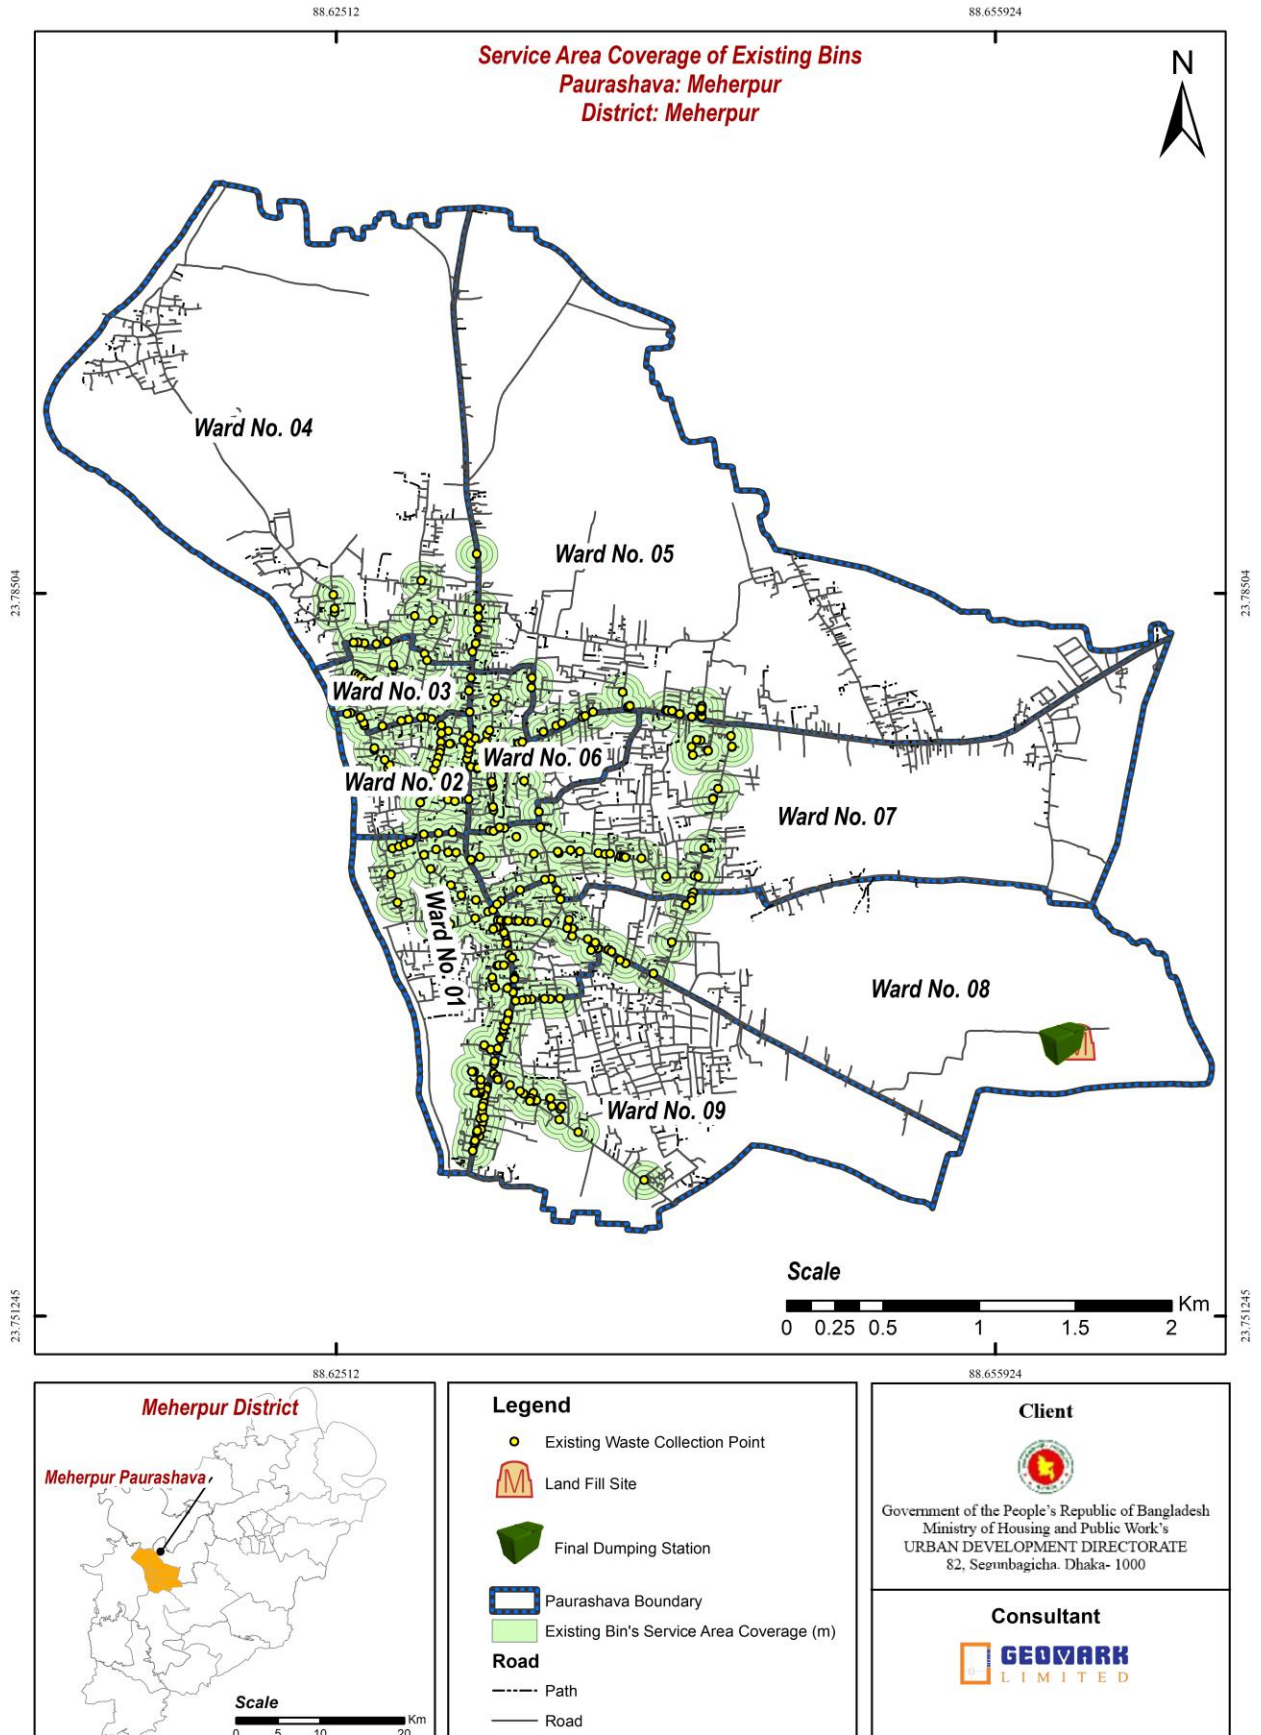 88.62512
88.655924
Service Area Coverage of Existing Bins
Paurashava: Meherpur
District: Meherpur
N
Ward No. 04
Ward No. 05
23.78504
23.78504
Ward No. 03
Ward No. 06
Ward No. 02
Ward No. 07
Ward No. 01
Ward No. 08
M
Ward No. 09
Scale
Km
0 0.25 0.5 1 1.5 2
23.751245
23.751245
88.62512
88.655924
Meherpur District
Meherpur Paurashava
Scale
Km
0 5 10 20
Legend
Existing Waste Collection Point
M
Land Fill Site
Final Dumping Station
Paurashava Boundary
Existing Bin's Service Area Coverage (m)
Road
Path
Road
Client
Government of the People's Republic of Bangladesh
Ministry of Housing and Public Work's
URBAN DEVELOPMENT DIRECTORATE
82, Segunbagicha. Dhaka- 1000
Consultant
GEOMARK
LIMITED